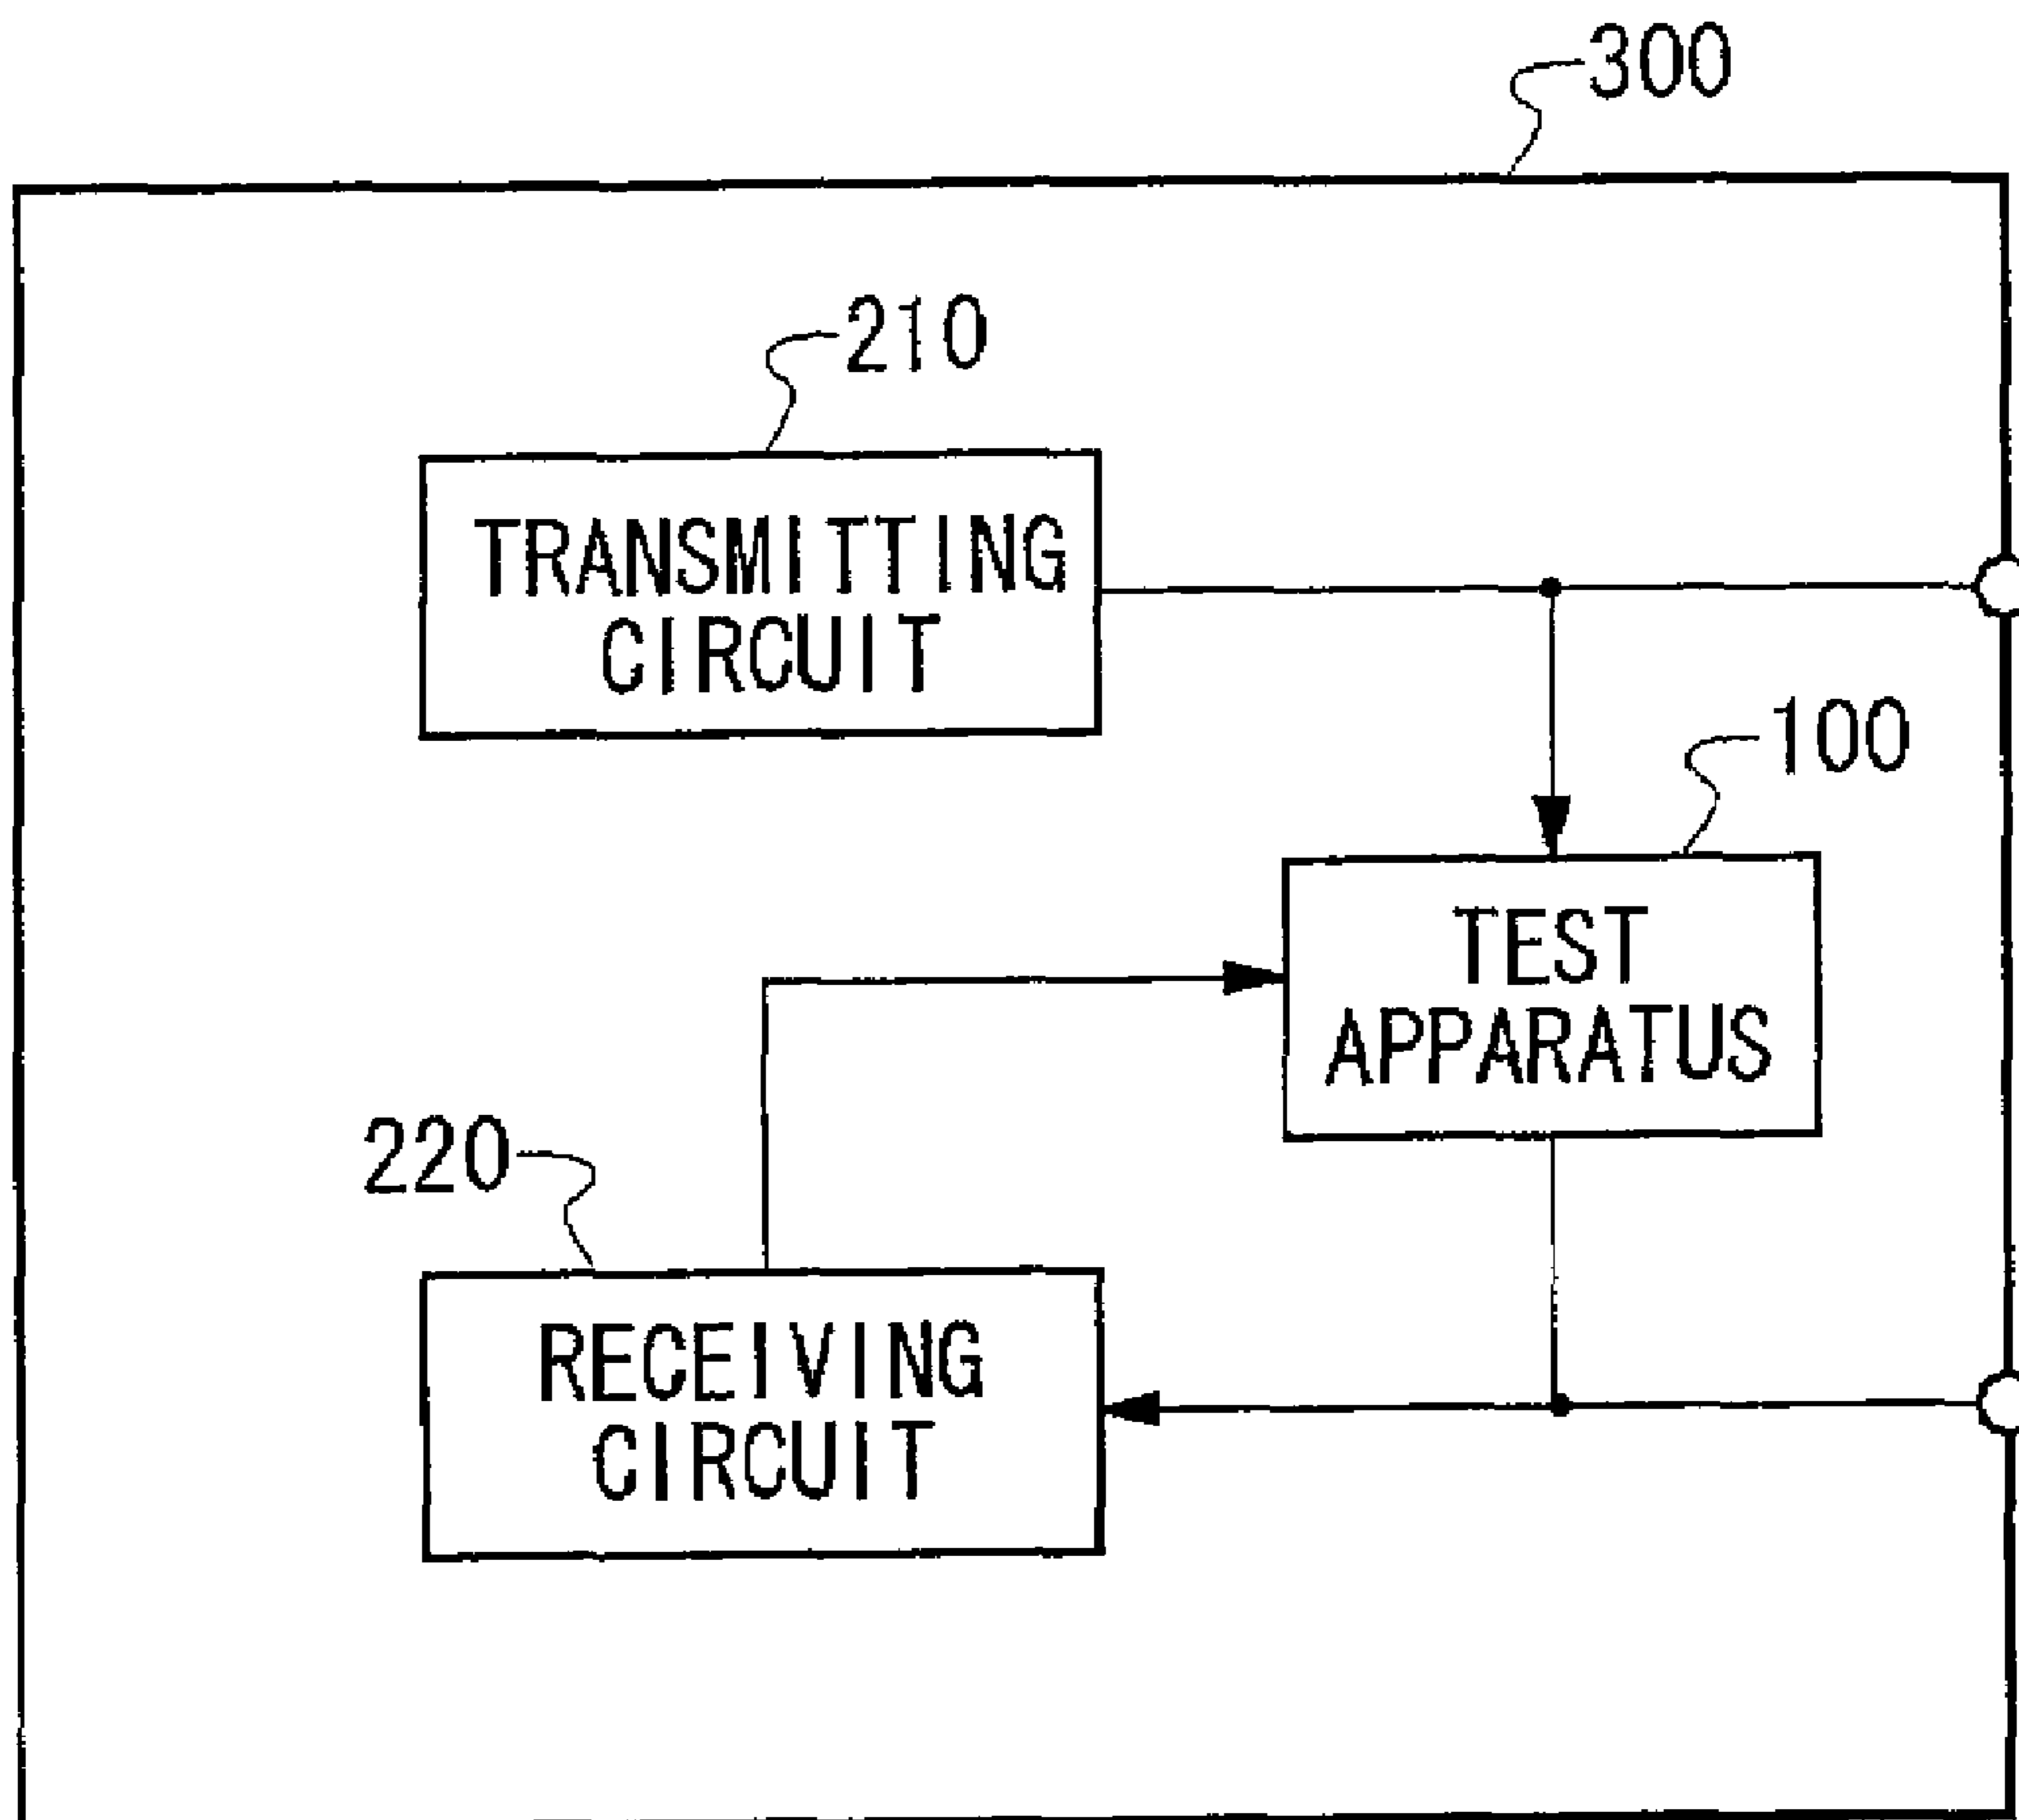 300
210
TRANSMITTING
CIRCUIT
100
TEST
APPARATUS
220
RECEIVING
CIRCUIT